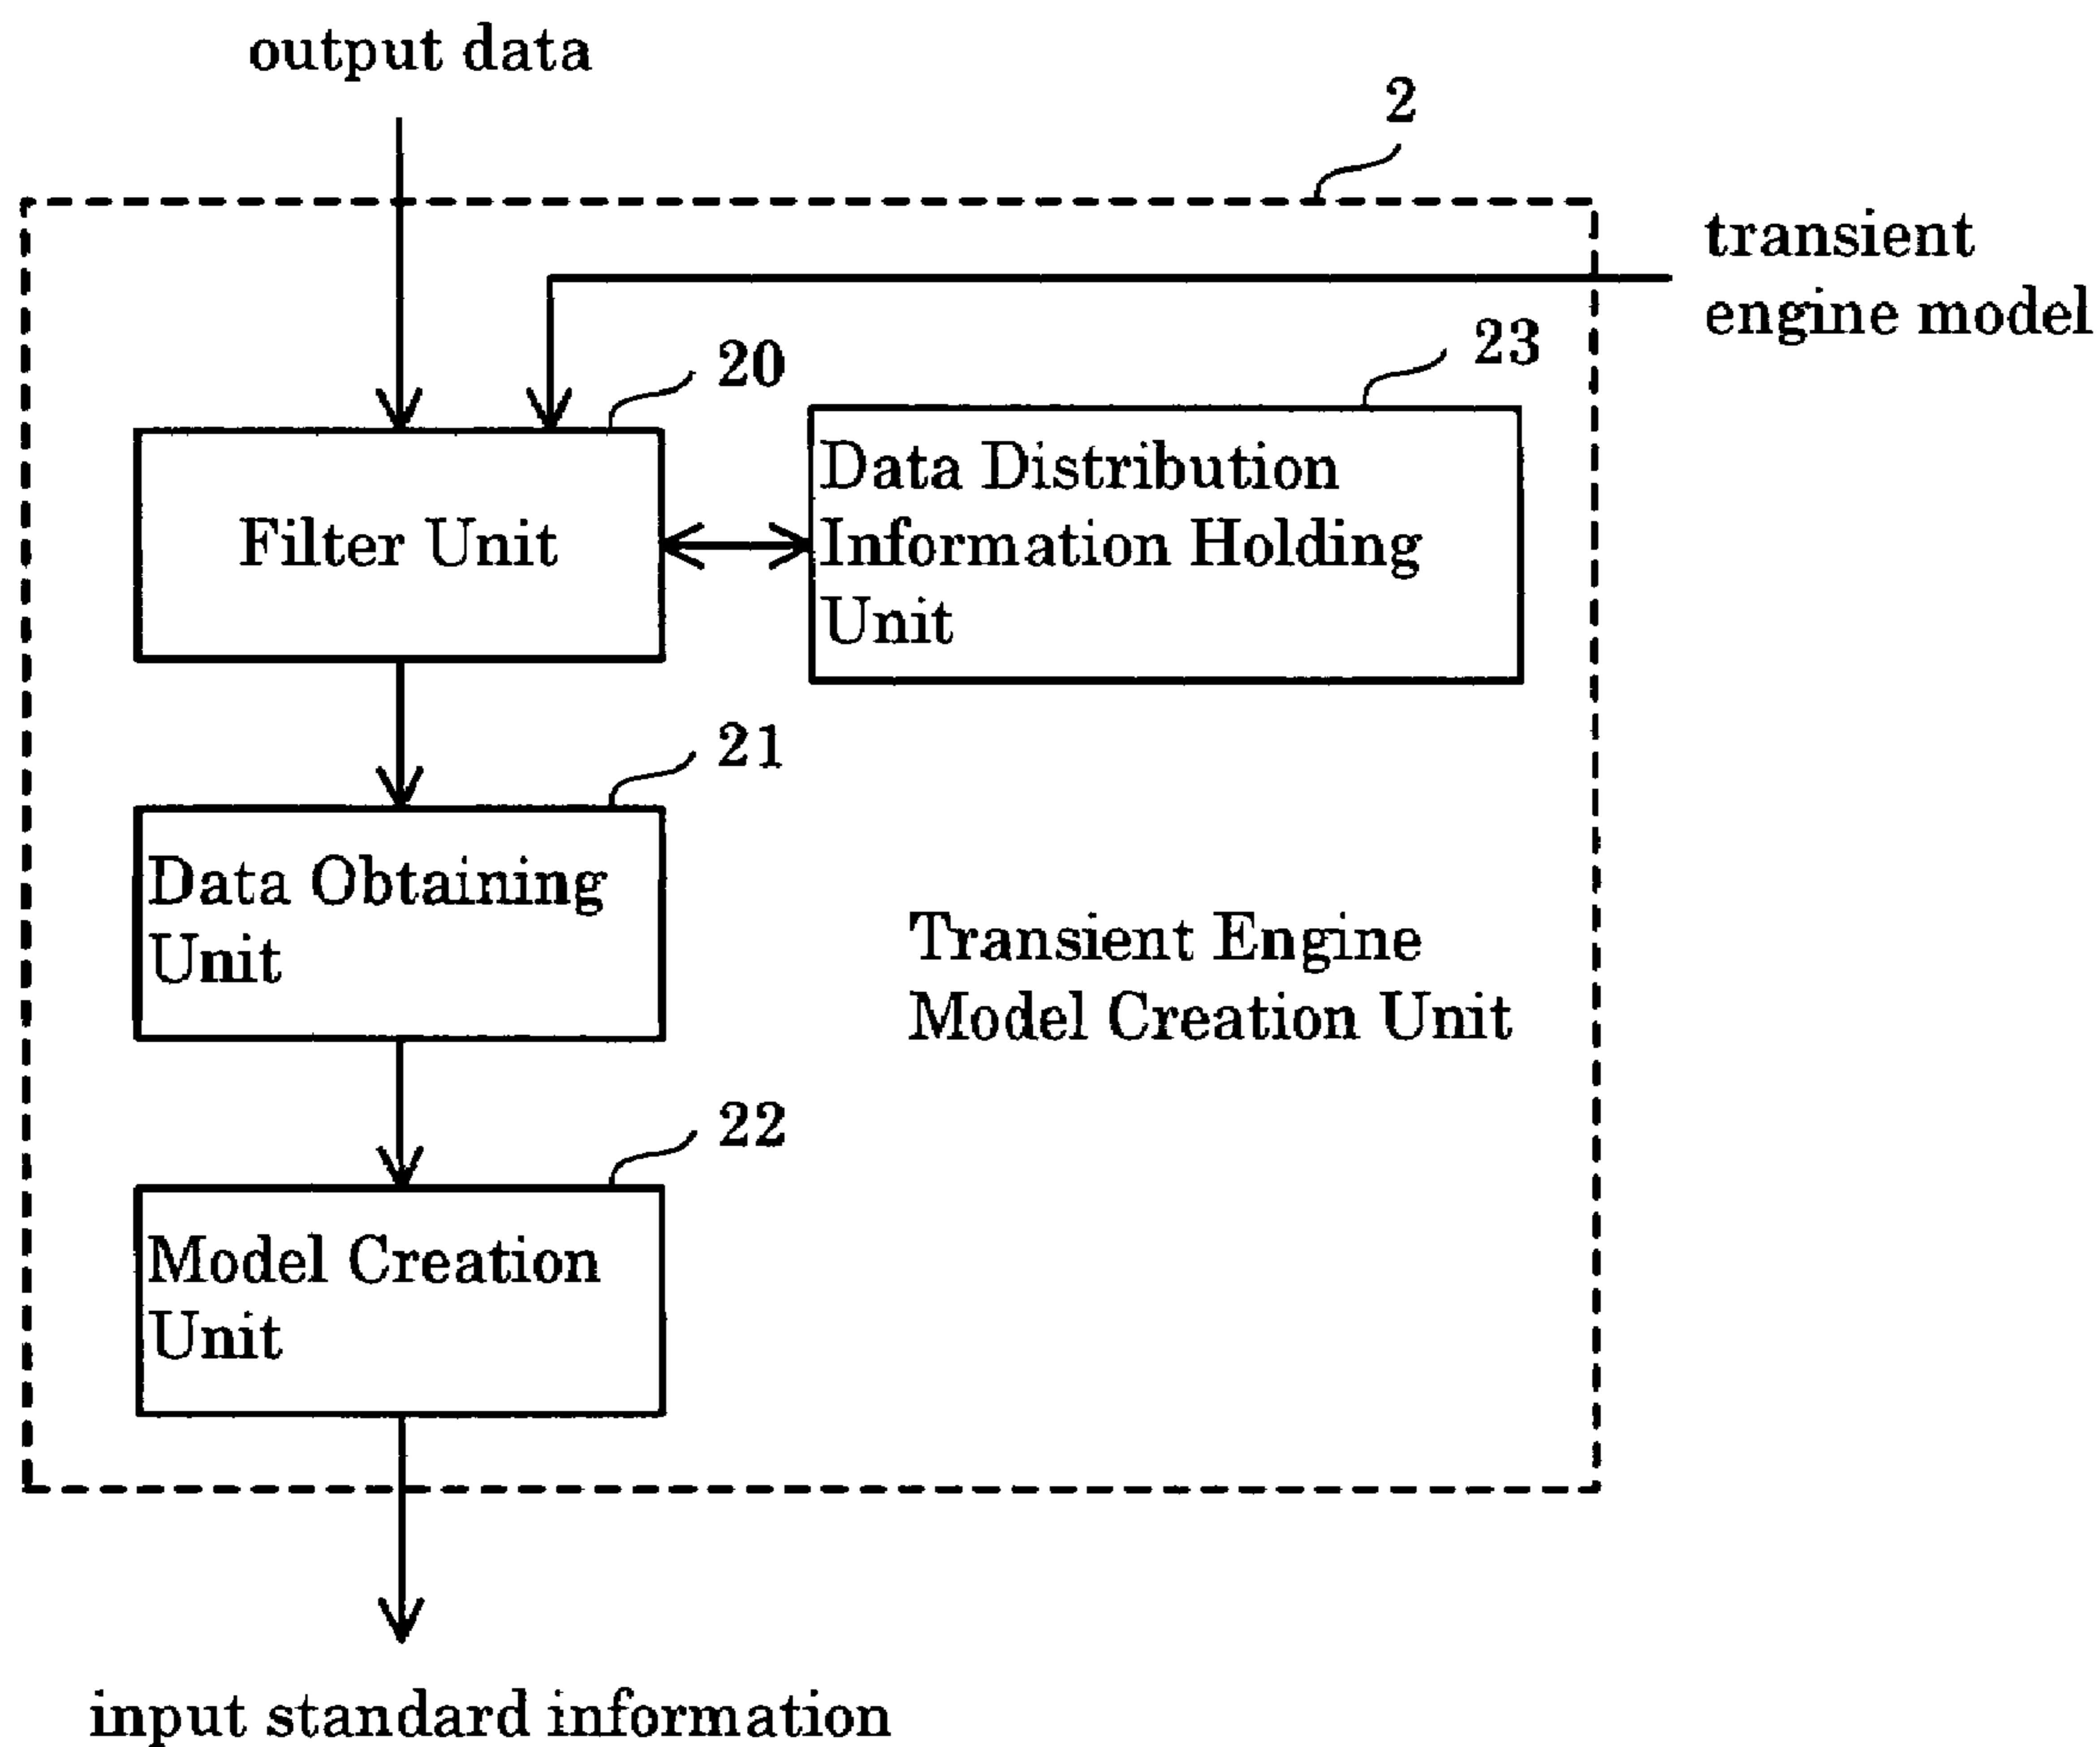 output data
2
transient
engine model
20
23
Filter Unit
Data Distribution
Information Holding
Unit
21
Data Obtaining
Unit
Transient Engine
Model Creation Unit
22
Model Creation
Unit
input standard information